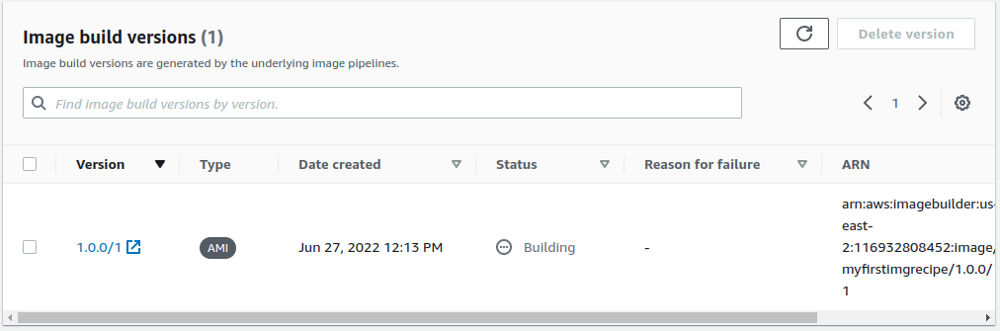 Image build versions (1)
Delete version
Image build versions are generated by the underlying image pipelines.
Find image build versions by version.
1
Version Type Date created Status Reason for failure ARN
arn:aws:imagebuilder:us-
east-
1.0.0/1 AMI Jun 27, 2022 12:13 PM Building - 2:116932808452:image/
myfirstimgrecipe/1.0.0/
1